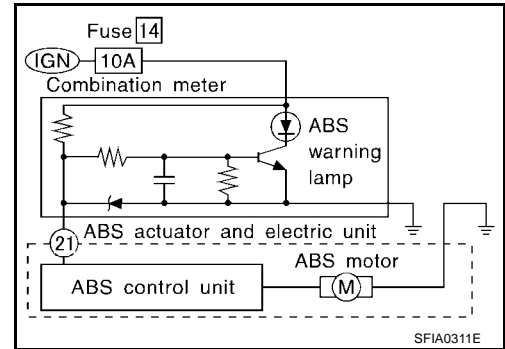 Fuse 14
IGN 10A
Combination meter
ABS
warning
lamp
21 ABS actuator and electric unit
ABS motor
ABS control unit
M
SFIA0311E